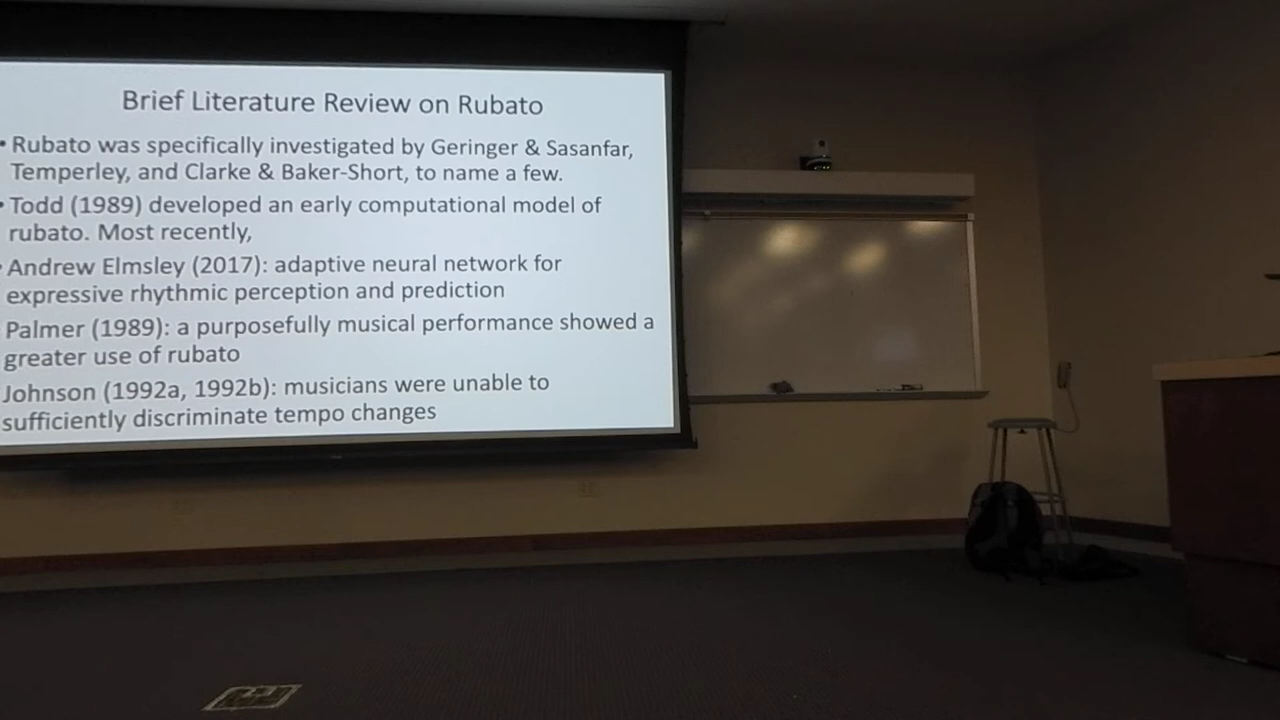 Brief Literature Review on Rubato
• Rubato was specifically investigated by Geringer & Sasanfar,
Temperley, and Clarke & Baker-Short, to name a few.
• Todd (1989) developed an early computational model of
rubato. Most recently,
• Andrew Elmsley (2017): adaptive neural network for
expressive rhythmic perception and prediction
Palmer (1989): a purposefully musical performance showed a
greater use of rubato
Johnson (1992a, 1992b): musicians were unable to
sufficiently discriminate tempo changes